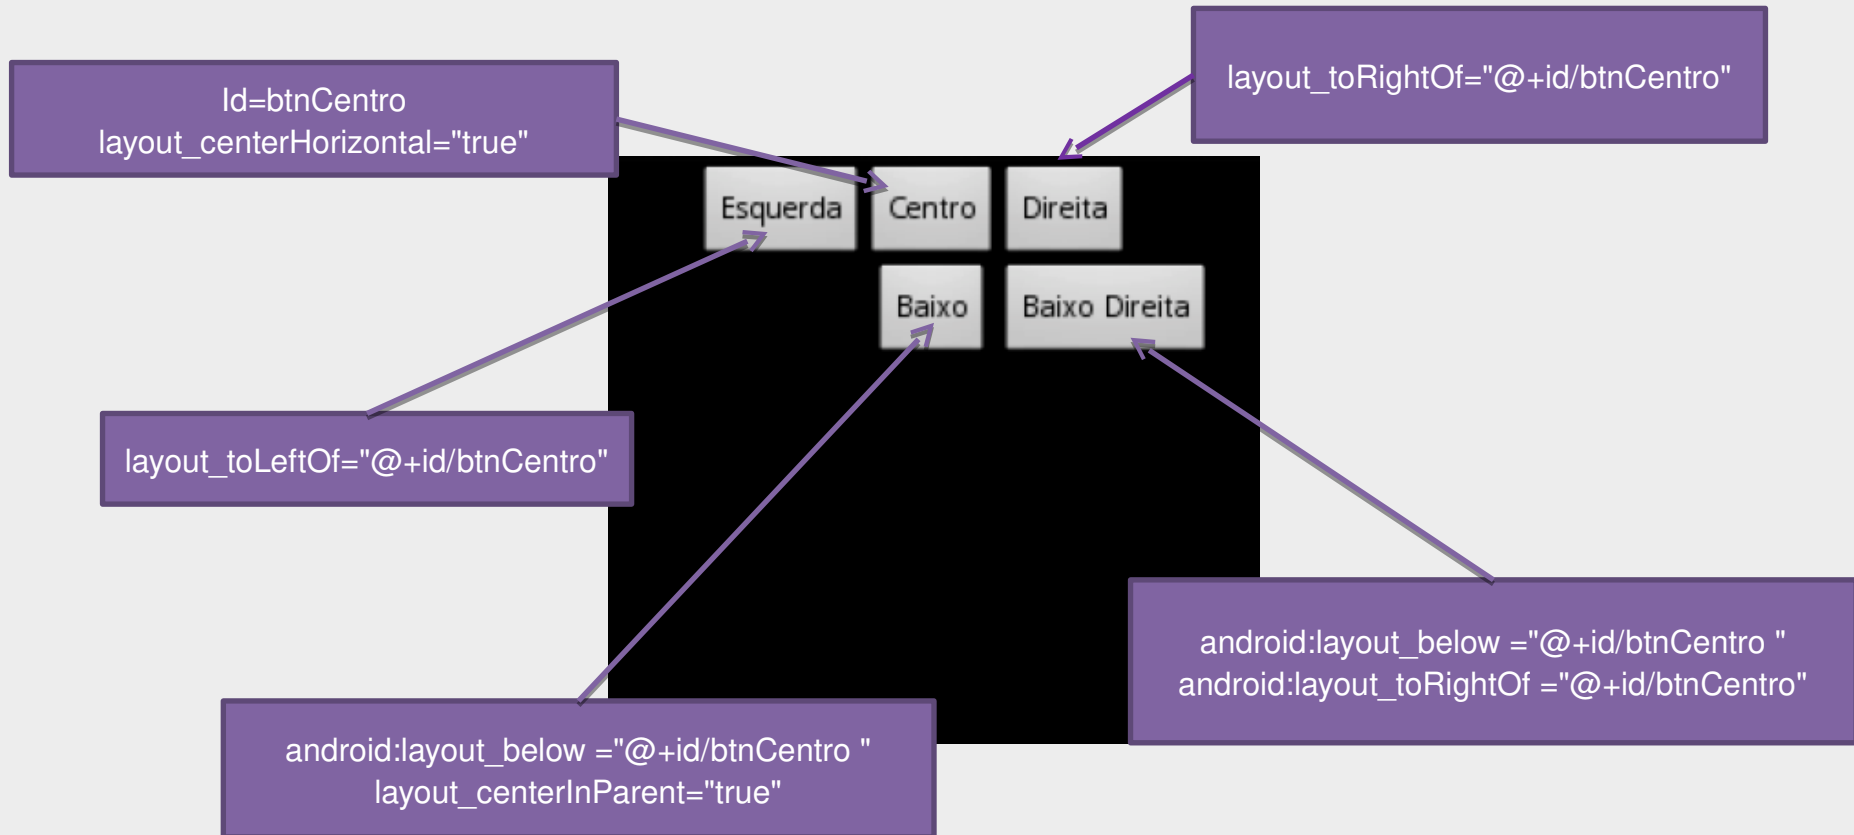 layout_toRightOf="@+id/btnCentro"
Id=btnCentro
layout_centerHorizontal="true"
Esquerda
Centro
Direita
Baixo
Baixo Direita
layout_toLeftOf="@+id/btnCentro"
android:layout_below ="@+id/btnCentro "
android:layout_toRightOf ="@+id/btnCentro"
android:layout_below ="@+id/btnCentro "
layout_centerInParent="true"